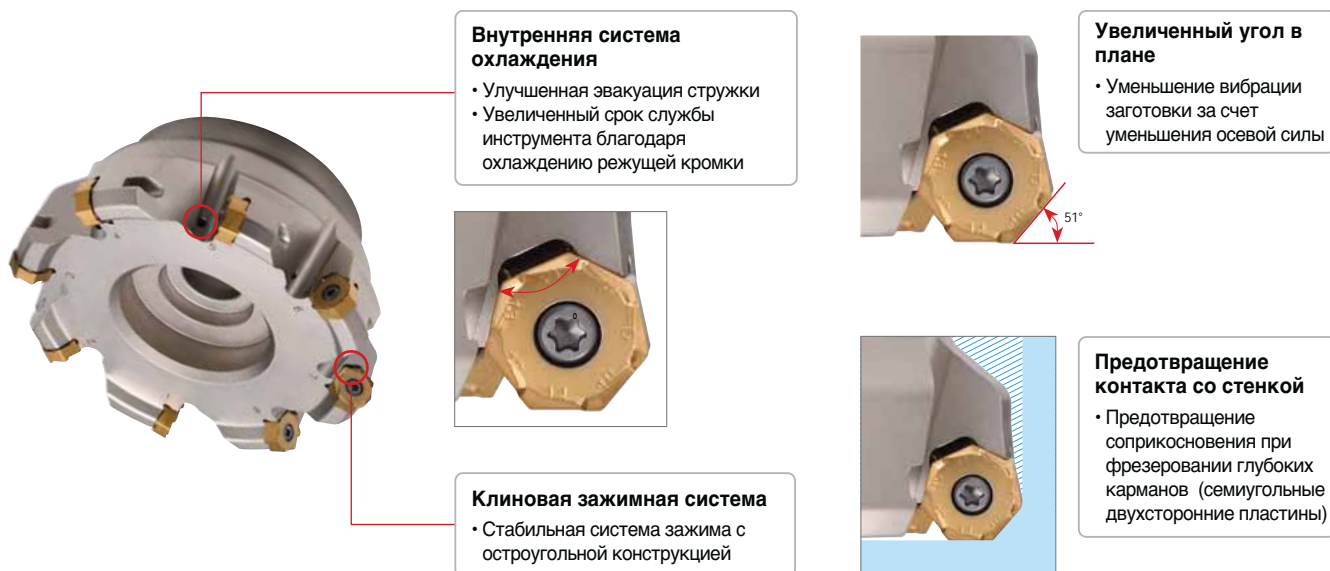 Внутренняя система
охлаждения
• Улучшенная эвакуация стружки
• Увеличенный срок службы
инструмента благодаря
охлаждению режущей кромки
Клиновая зажимная система
• Стабильная система зажима с
остроугольной конструкцией
Увеличенный угол в
плане
• Уменьшение вибрации
заготовки за счет
уменьшения осевой силы
51°
Предотвращение
контакта со стенкой
• Предотвращение
соприкосновения при
фрезеровании глубоких
карманов (семиугольные
двухсторонние пластины)